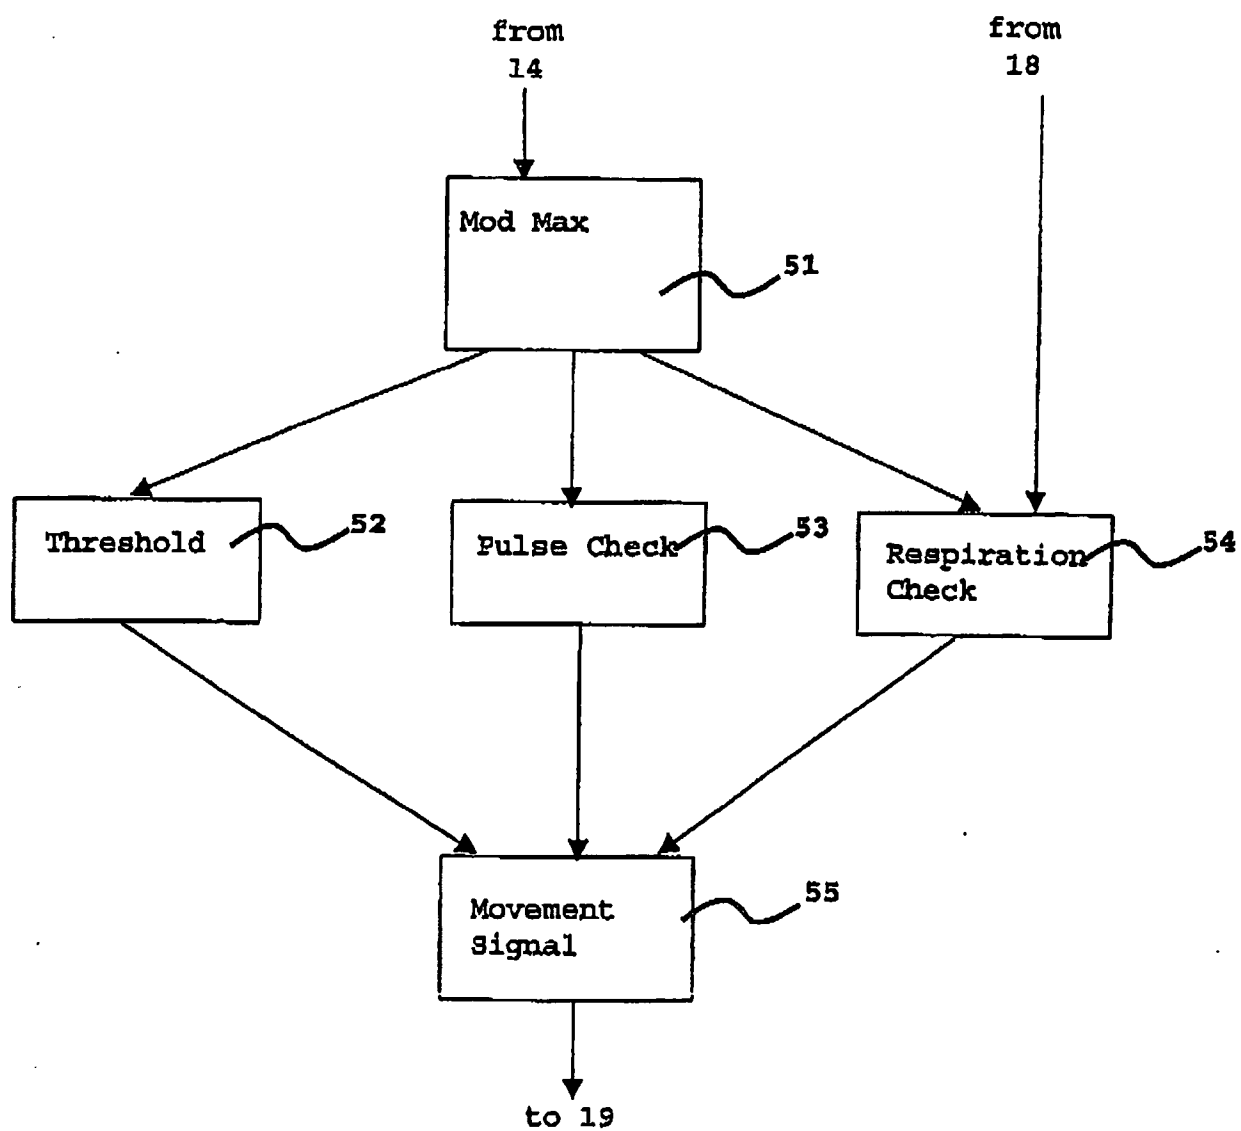 from
14
from
18
Mod Max
51
Threshold
52
Pulse Check
53
Respiration
Check
54
Movement
Signal
55
to 19